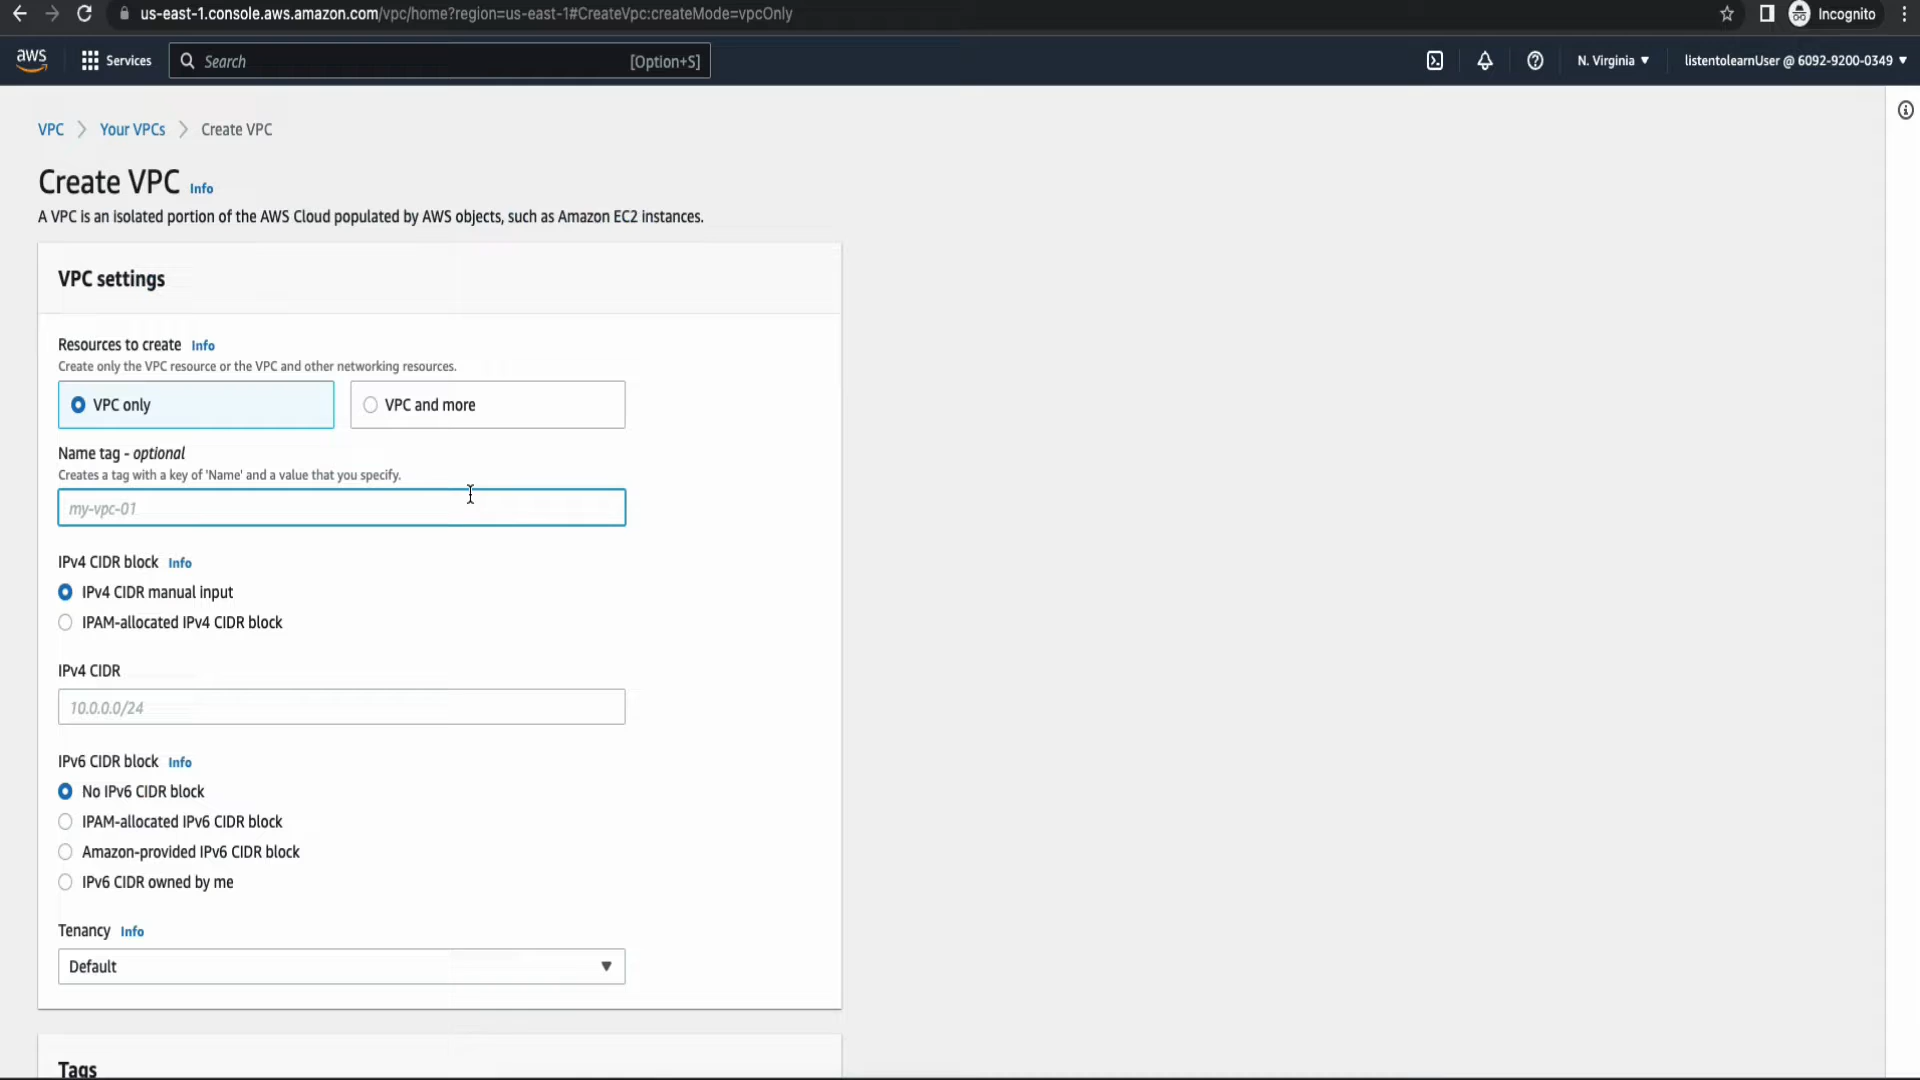 us-east-1.console.aws.amazon.com/vpc/home?region=us-east-1#CreateVpc:createMode=vpcOnly
Incognito
aws
Services
Search
[Option+S]
N. Virginia
listentolearnUser @ 6092-9200-0349
VPC
Your VPCs
Create VPC
Create VPC Info
A VPC is an isolated portion of the AWS Cloud populated by AWS objects, such as Amazon EC2 instances.
VPC settings
Resources to create Info
Create only the VPC resource or the VPC and other networking resources.
VPC only
VPC and more
Name tag - optional
Creates a tag with a key of 'Name' and a value that you specify.
my-vpc-01
IPv4 CIDR block Info
IPv4 CIDR manual input
IPAM-allocated IPv4 CIDR block
IPv4 CIDR
10.0.0.0/24
IPv6 CIDR block Info
No IPv6 CIDR block
IPAM-allocated IPv6 CIDR block
Amazon-provided IPv6 CIDR block
IPv6 CIDR owned by me
Tenancy Info
Default
Tags